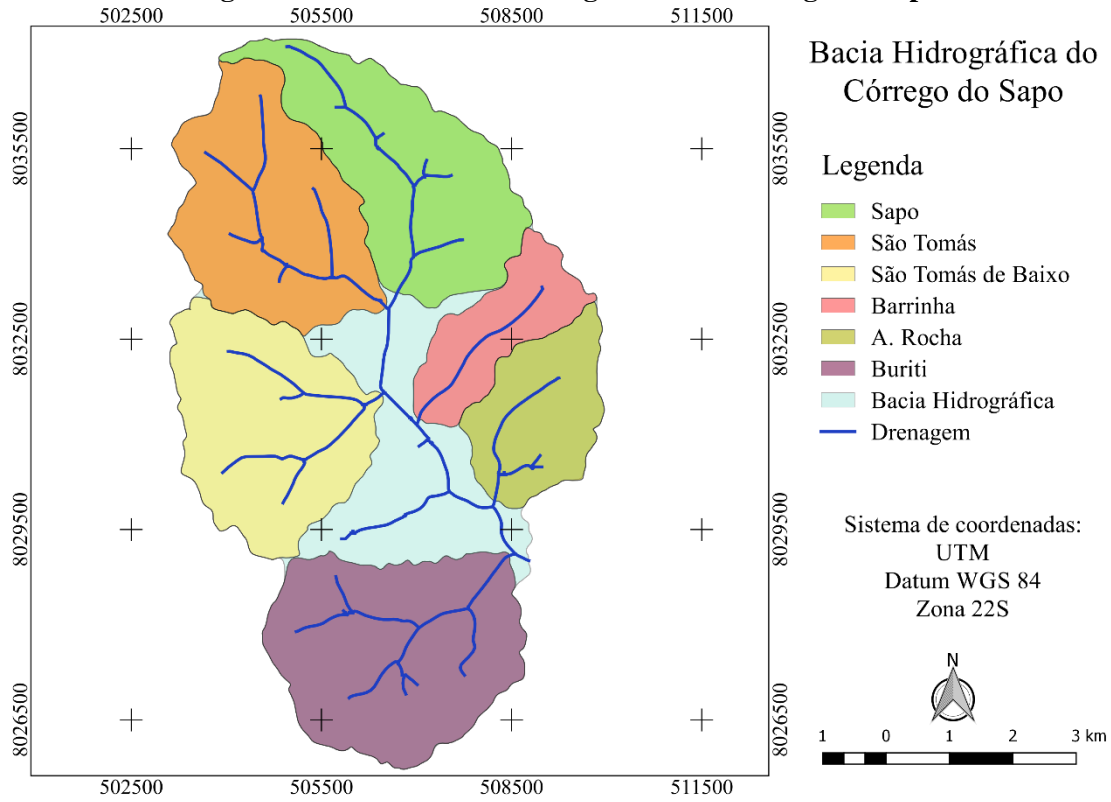 502500 505500 508500 511500
8035500
8032500
8029500
8026500
8035500
8032500
8029500
8026500
502500 505500 508500 511500
Bacia Hidrográfica do
Córrego do Sapo
Legenda
Sapo
São Tomás
São Tomás de Baixo
Barrinha
A. Rocha
Buriti
Bacia Hidrográfica
Drenagem
Sistema de coordenadas:
UTM
Datum WGS 84
Zona 22S
N
1 0 1 2 3 km